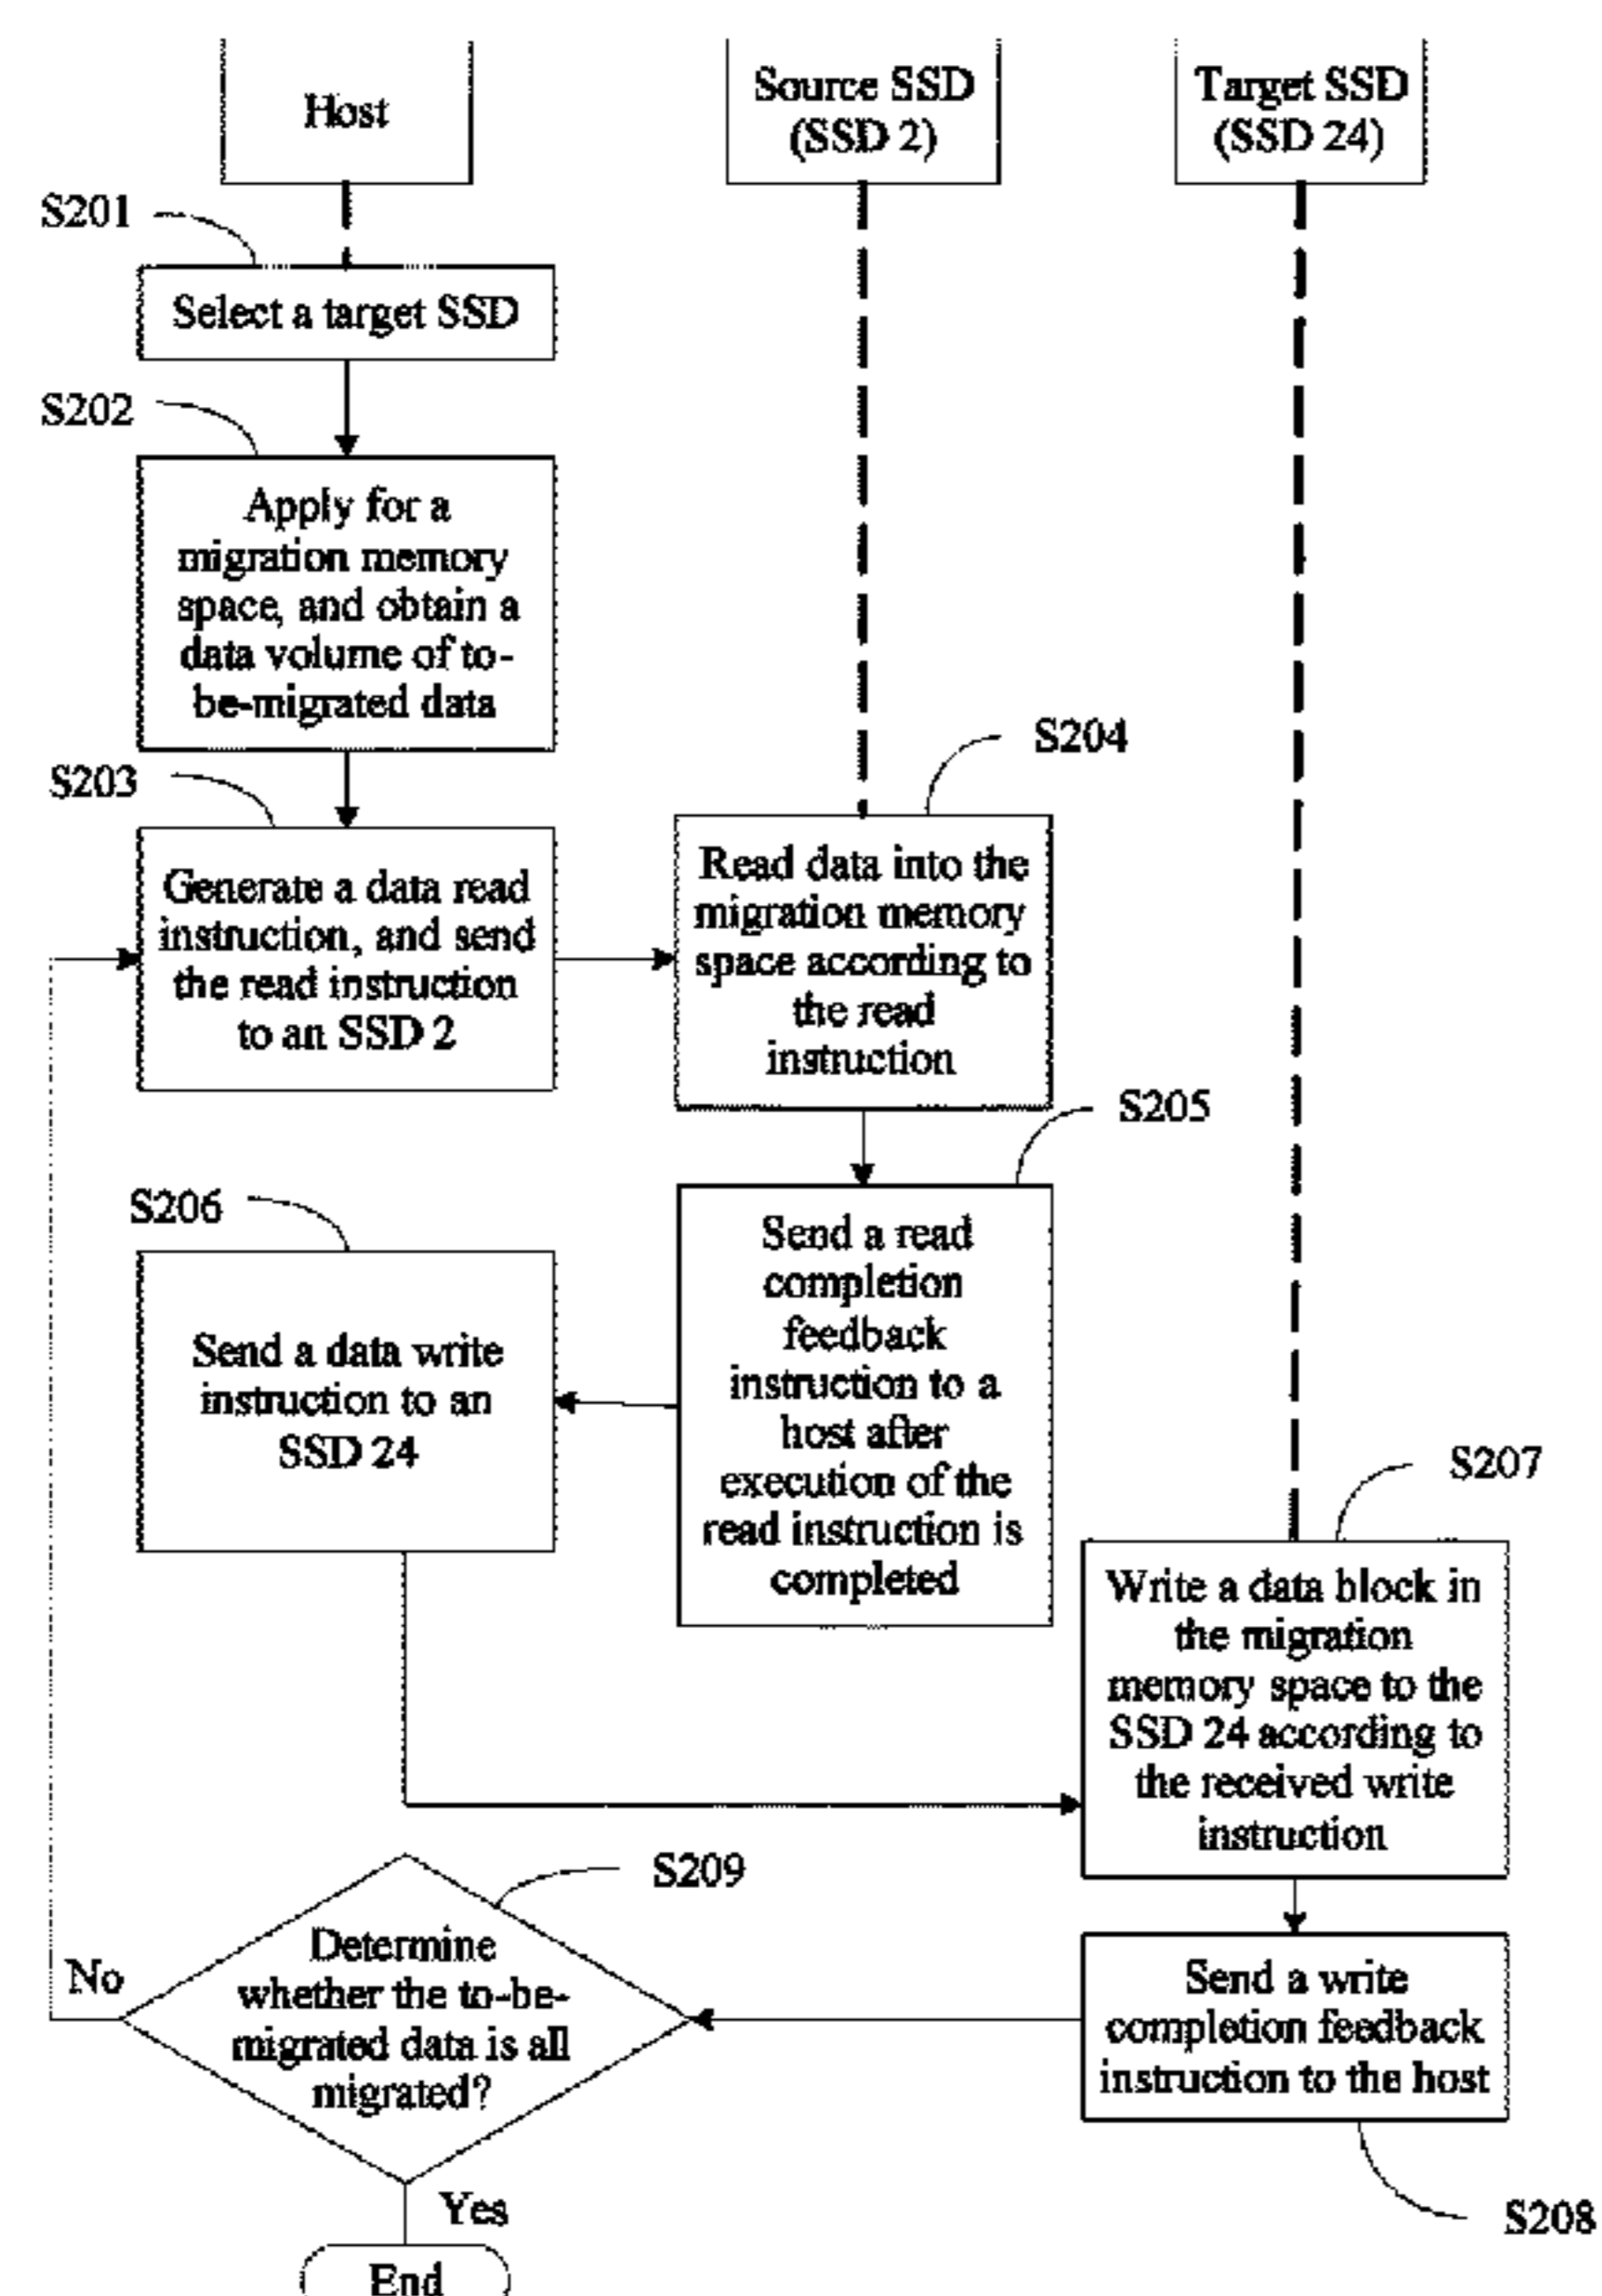 Host
Source SSD
(SSD 2)
Target SSD
(SSD 24)
S201
Select a target SSD
S202
Apply for a
migration memory
space, and obtain a
data volume of to-
be-migrated data
S203
Generate a data read
instruction, and send
the read instruction
to an SSD 2
S204
Read data into the
migration memory
space according to
the read
instruction
S205
Send a read
completion
feedback
instruction to a
host after
execution of the
read instruction is
completed
S206
Send a data write
instruction to an
SSD 24
S207
Write a data block in
the migration
memory space to the
SSD 24 according to
the received write
instruction
S208
Send a write
completion feedback
instruction to the host
S209
Determine
whether the to-be-
migrated data is all
migrated?
No
Yes
End